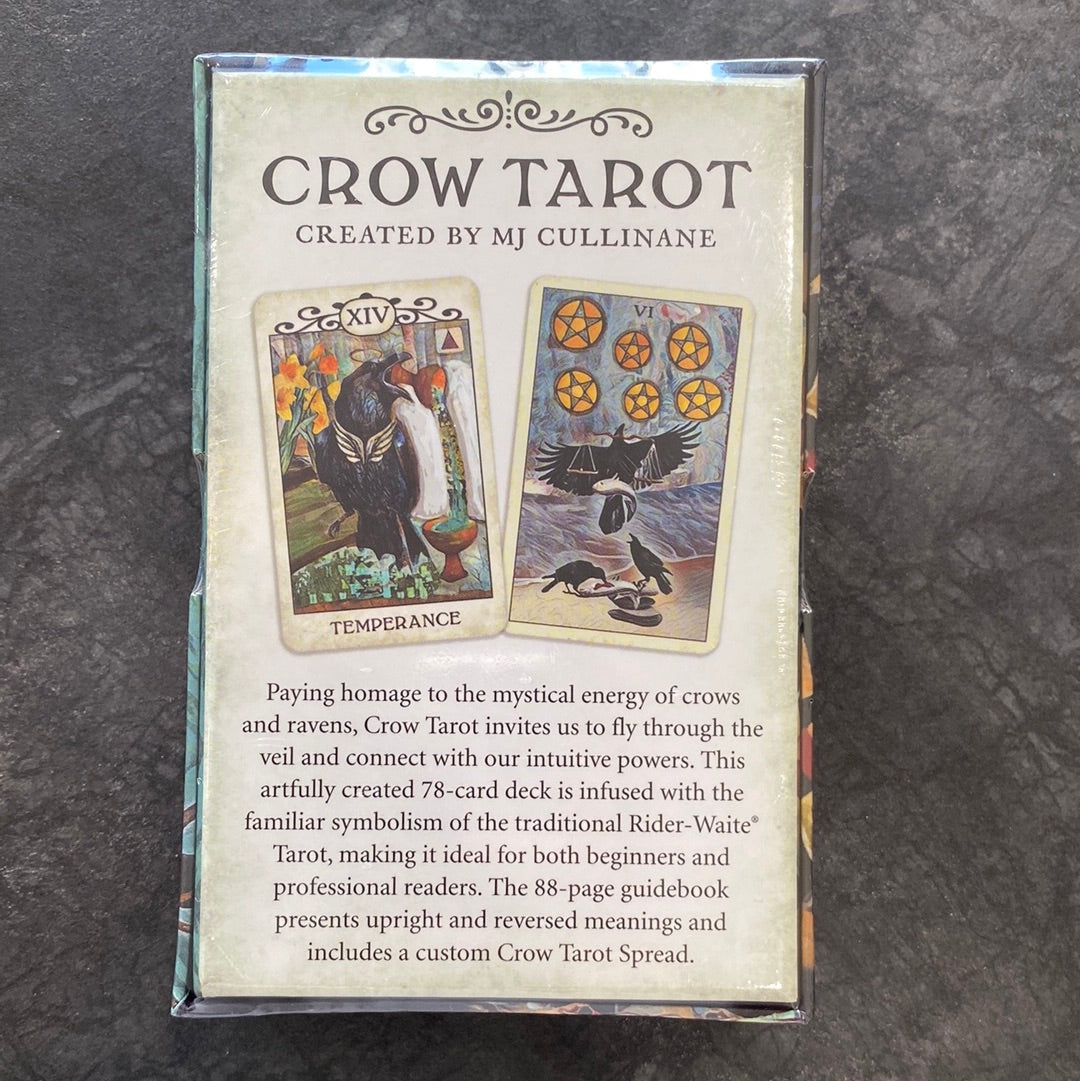 CROW TAROT
CREATED BY MJ CULLINANE
XIV
VI
TEMPERANCE
Paying homage to the mystical energy of crows
and ravens, Crow Tarot invites us to fly through the
veil and connect with our intuitive powers. This
artfully created 78-card deck is infused with the
familiar symbolism of the traditional Rider-Waite®
Tarot, making it ideal for both beginners and
professional readers. The 88-page guidebook
presents upright and reversed meanings and
includes a custom Crow Tarot Spread.